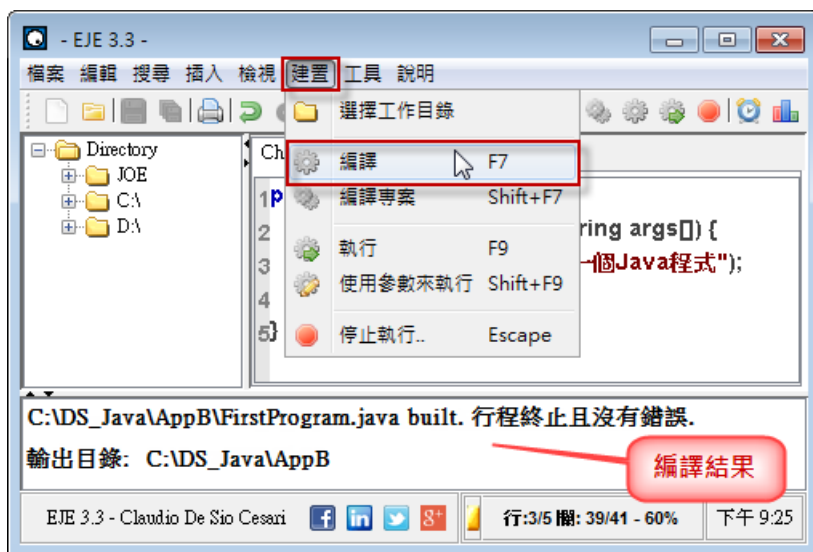 - EJE 3.3 -
檔案 編輯 搜尋 插入 檢視 建置 工具 說明
選擇工作目錄
Directory
JOE
C:\
D:\
Ch
編譯 F7
編譯專案 Shift+F7
執行 F9
使用參數來執行 Shift+F9
停止執行.. Escape
1 p
2 ring args[]) {
3 一個Java程式");
4
5 }
C:\DS_Java\AppB\FirstProgram.java built. 行程終止且沒有錯誤.
輸出目錄: C:\DS_Java\AppB
編譯結果
EJE 3.3 - Claudio De Sio Cesari f in 8+ 行:3/5 欄: 39/41 - 60% 下午 9:25